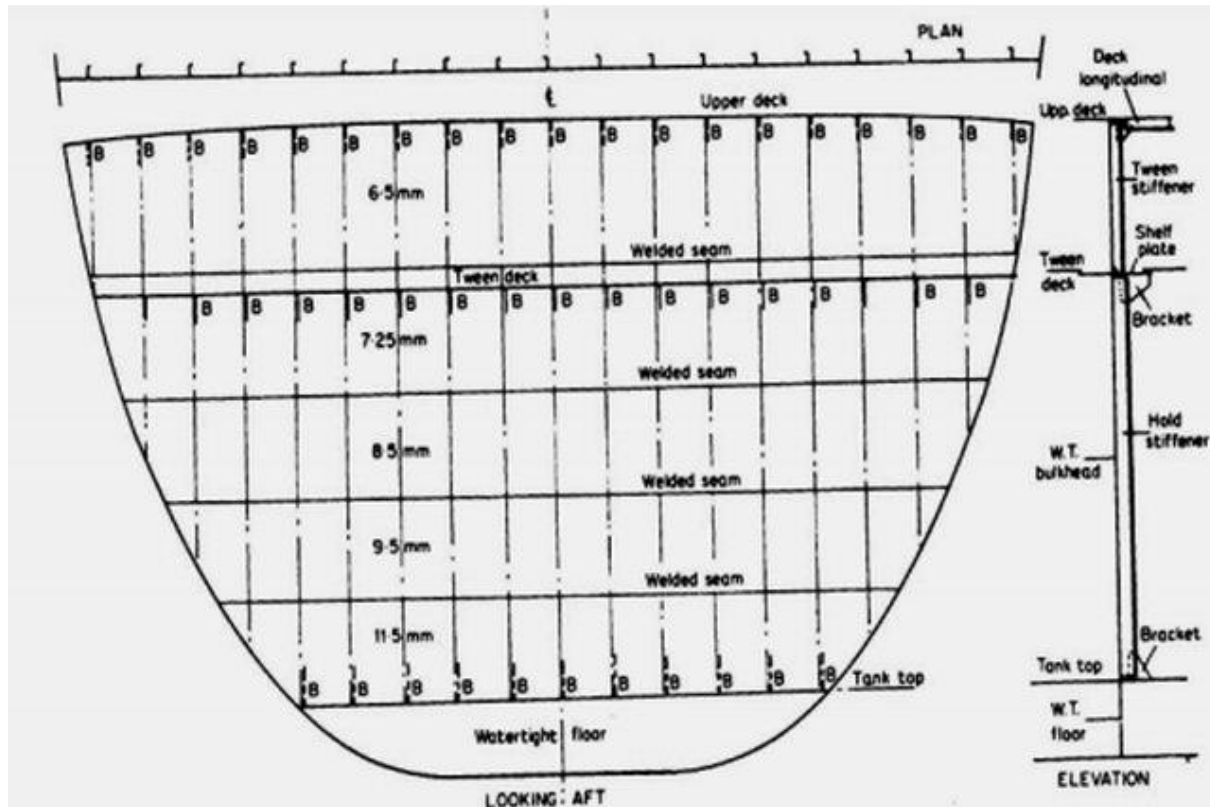 PLAN
Deck
longitudinal
℄
Upper deck
Upp. deck
B B B B B B B B B B B B B B B B B B B
6·5 mm
Tween
stiffener
Welded seam
Shelf
plate
Tween deck
Tween
deck
B B B B B B B B B B B B B B B
Bracket
7·25 mm
Welded seam
Hold
stiffener
8·5 mm
W.T.
bulkhead
Welded seam
9·5 mm
Welded seam
11·5 mm
Bracket
B B B B B B B B B B B
Tank top
Tank top
W.T.
floor
Watertight floor
ELEVATION
LOOKING AFT